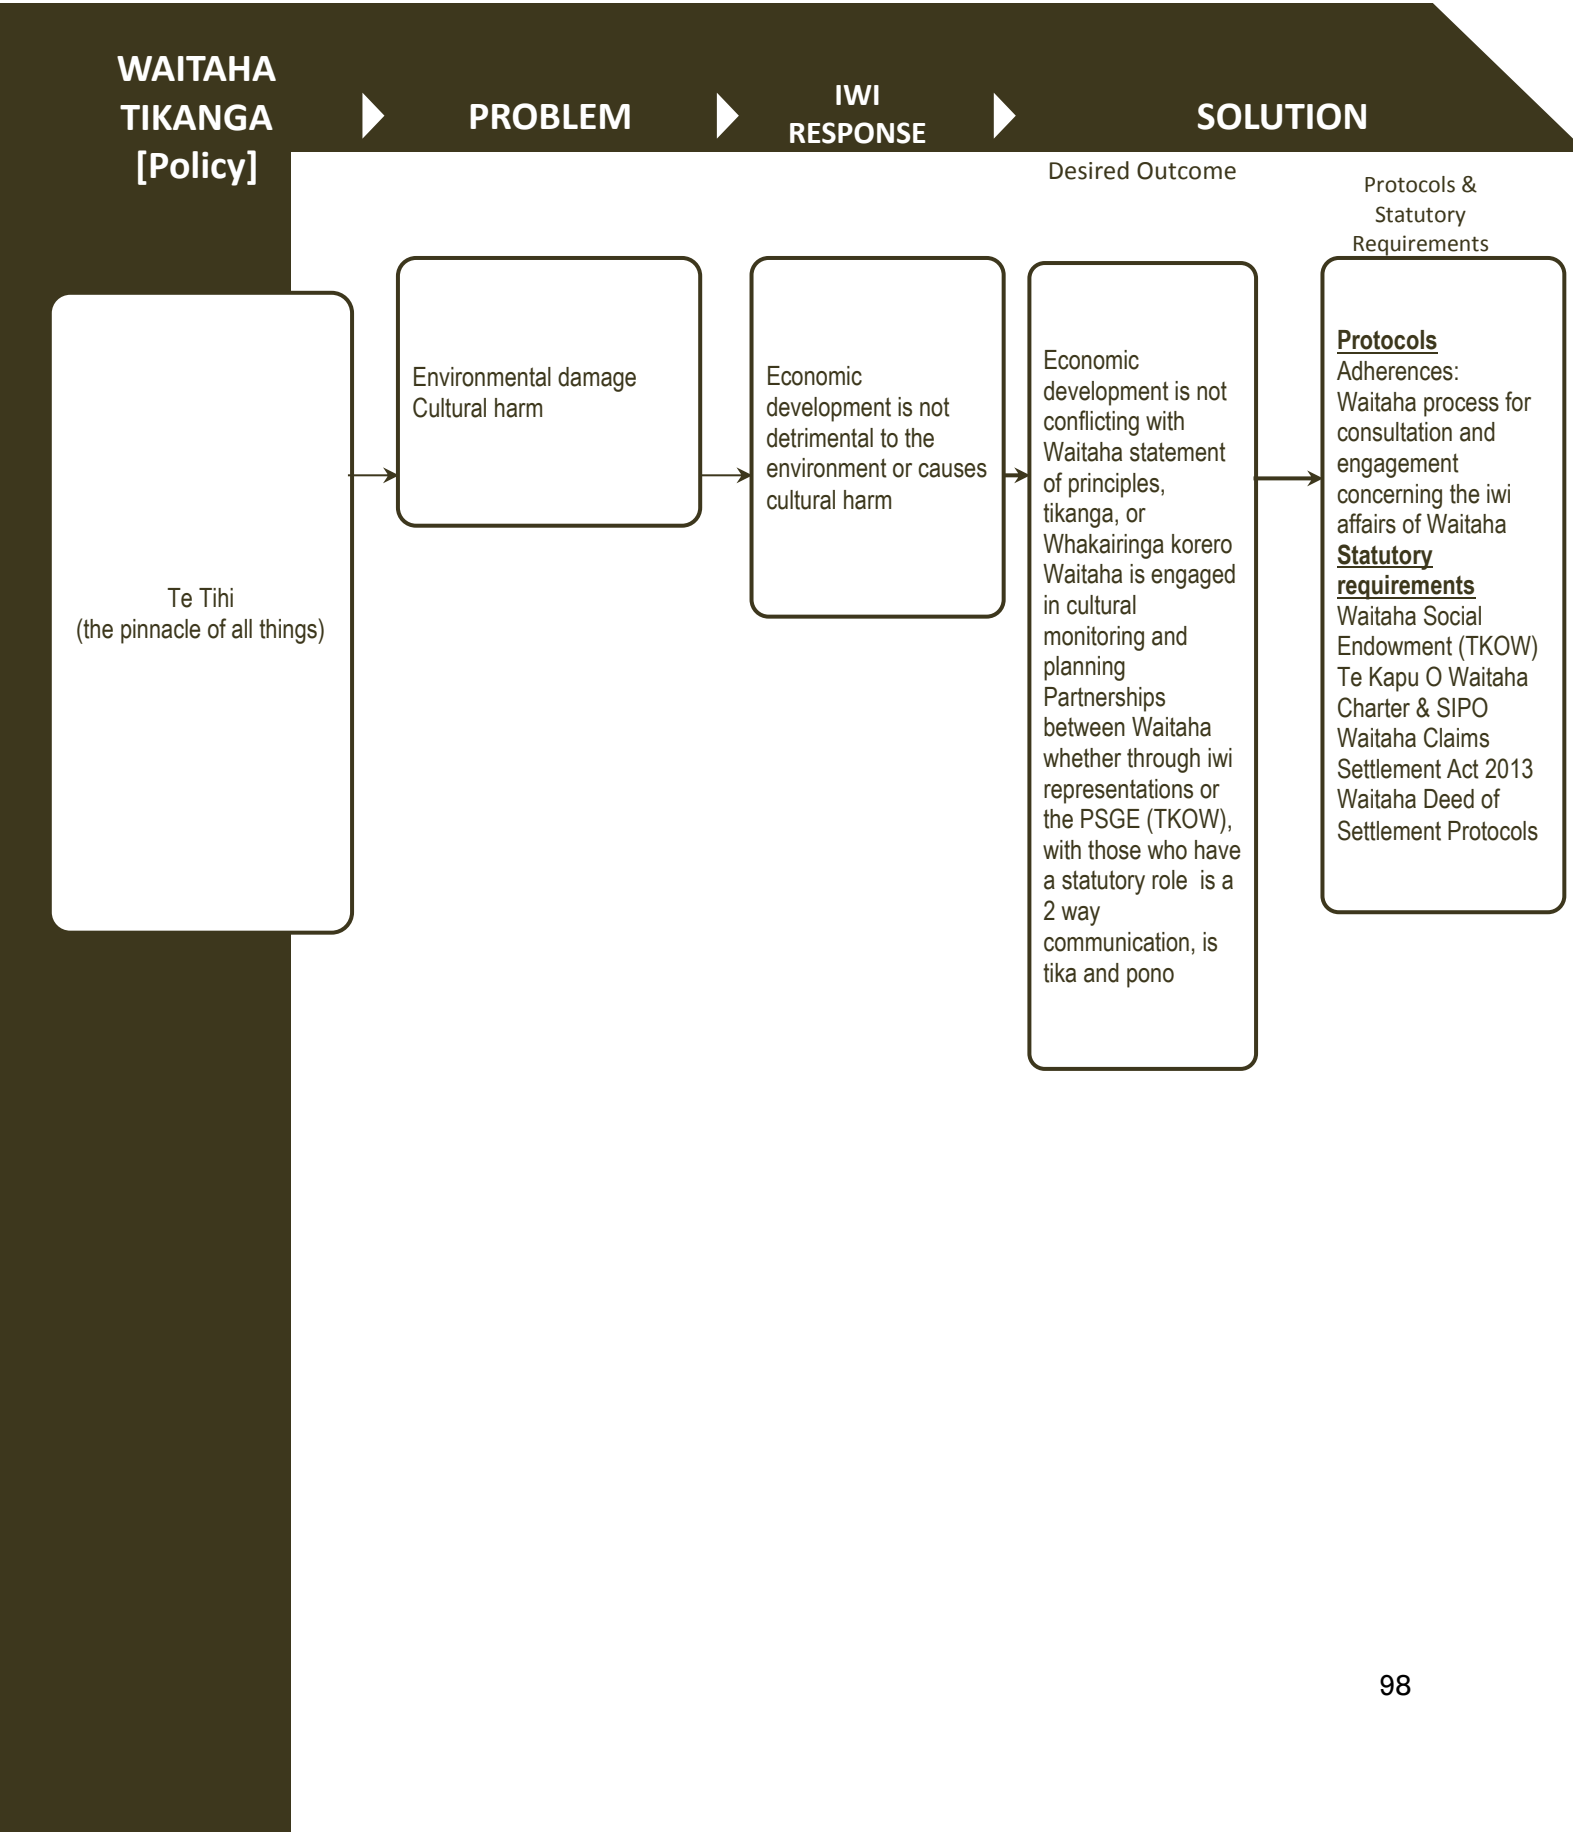 WAITAHA
TIKANGA
[Policy]
PROBLEM
IWI
RESPONSE
SOLUTION
Desired Outcome
Protocols &
Statutory
Requirements
Te Tihi
(the pinnacle of all things)
Environmental damage
Cultural harm
Economic
development is not
detrimental to the
environment or causes
cultural harm
Economic
development is not
conflicting with
Waitaha statement
of principles,
tikanga, or
Whakairinga korero
Waitaha is engaged
in cultural
monitoring and
planning
Partnerships
between Waitaha
whether through iwi
representations or
the PSGE (TKOW),
with those who have
a statutory role  is a
2 way
communication, is
tika and pono
Protocols
Adherences:
Waitaha process for
consultation and
engagement
concerning the iwi
affairs of Waitaha
Statutory
requirements
Waitaha Social
Endowment (TKOW)
Te Kapu O Waitaha
Charter & SIPO
Waitaha Claims
Settlement Act 2013
Waitaha Deed of
Settlement Protocols
98